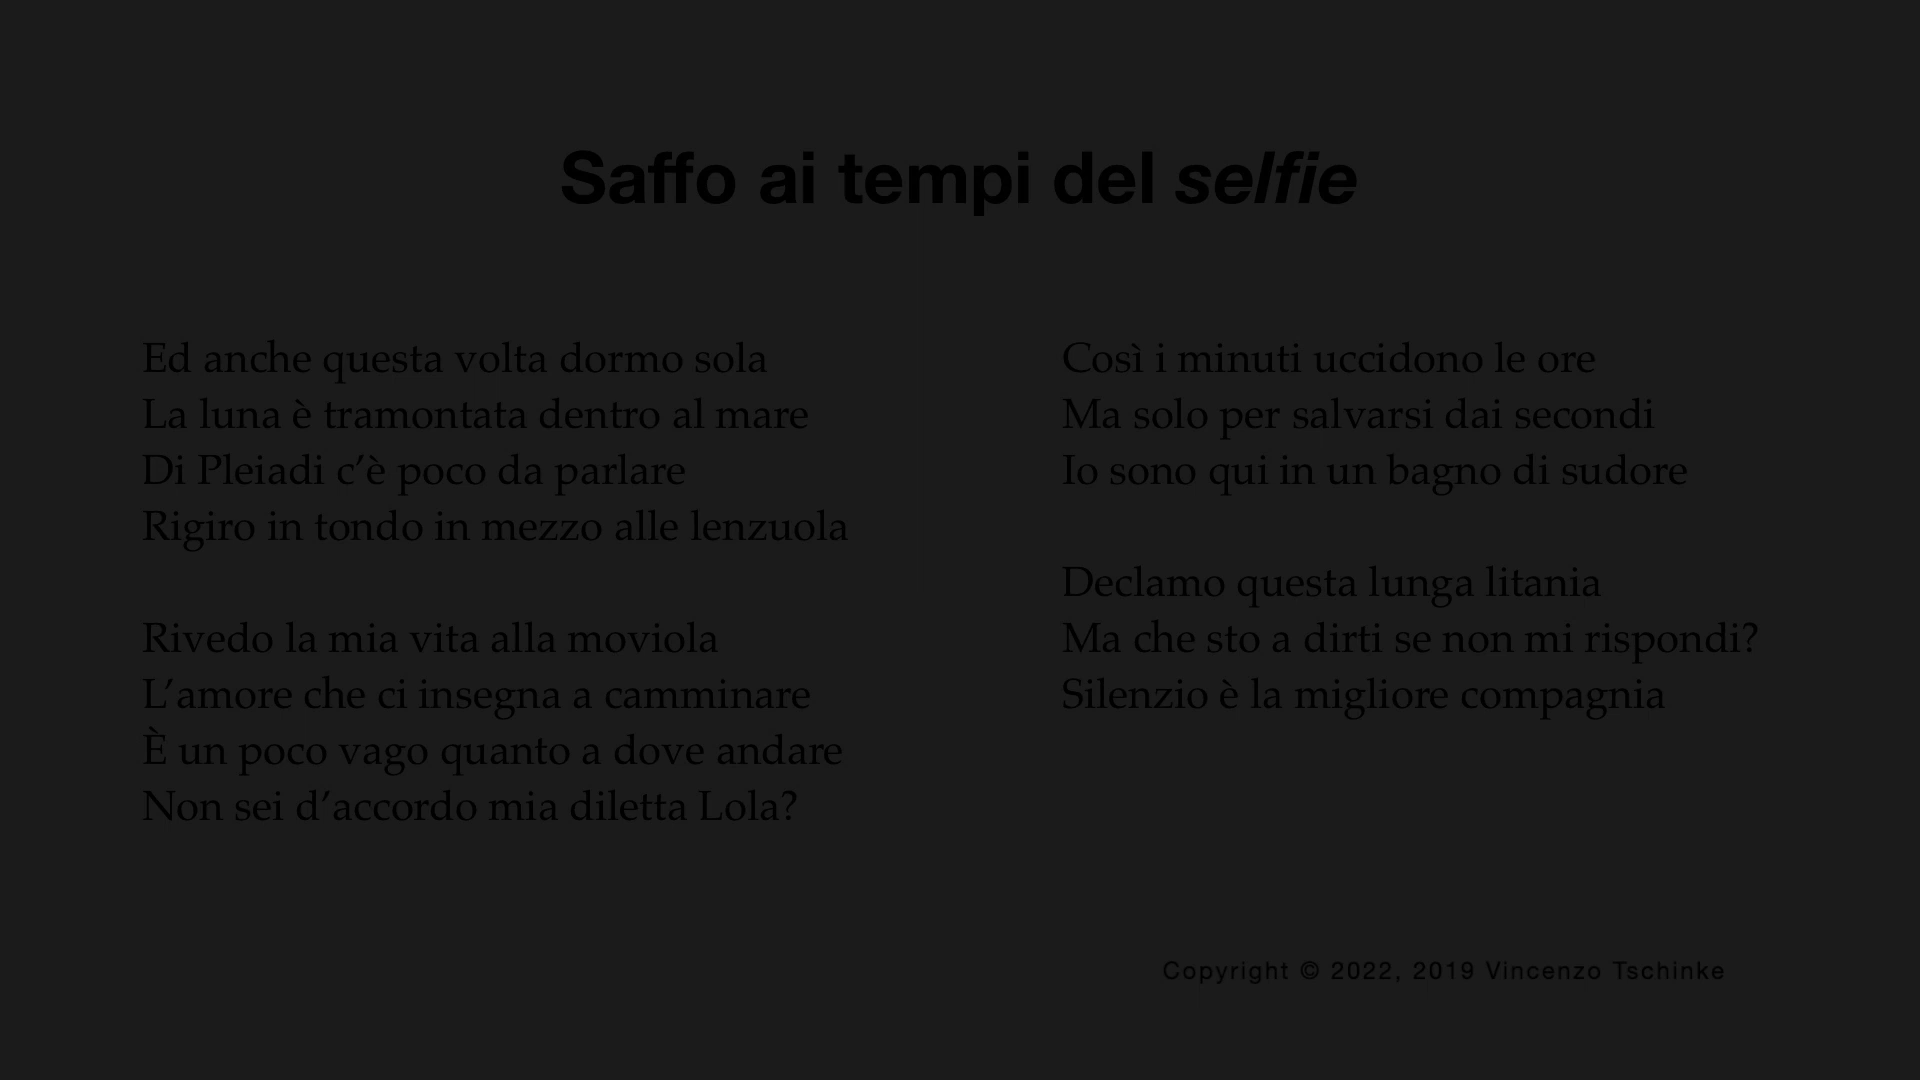 Saffo ai tempi del selfie
Ed anche questa volta dormo sola
La luna è tramontata dentro al mare
Di Pleiadi c’è poco da parlare
Rigiro in tondo in mezzo alle lenzuola
Rivedo la mia vita alla moviola
L’amore che ci insegna a camminare
È un poco vago quanto a dove andare
Non sei d’accordo mia diletta Lola?
Così i minuti uccidono le ore
Ma solo per salvarsi dai secondi
Io sono qui in un bagno di sudore
Declamo questa lunga litania
Ma che sto a dirti se non mi rispondi?
Silenzio è la migliore compagnia
Copyright © 2022, 2019 Vincenzo Tschinke